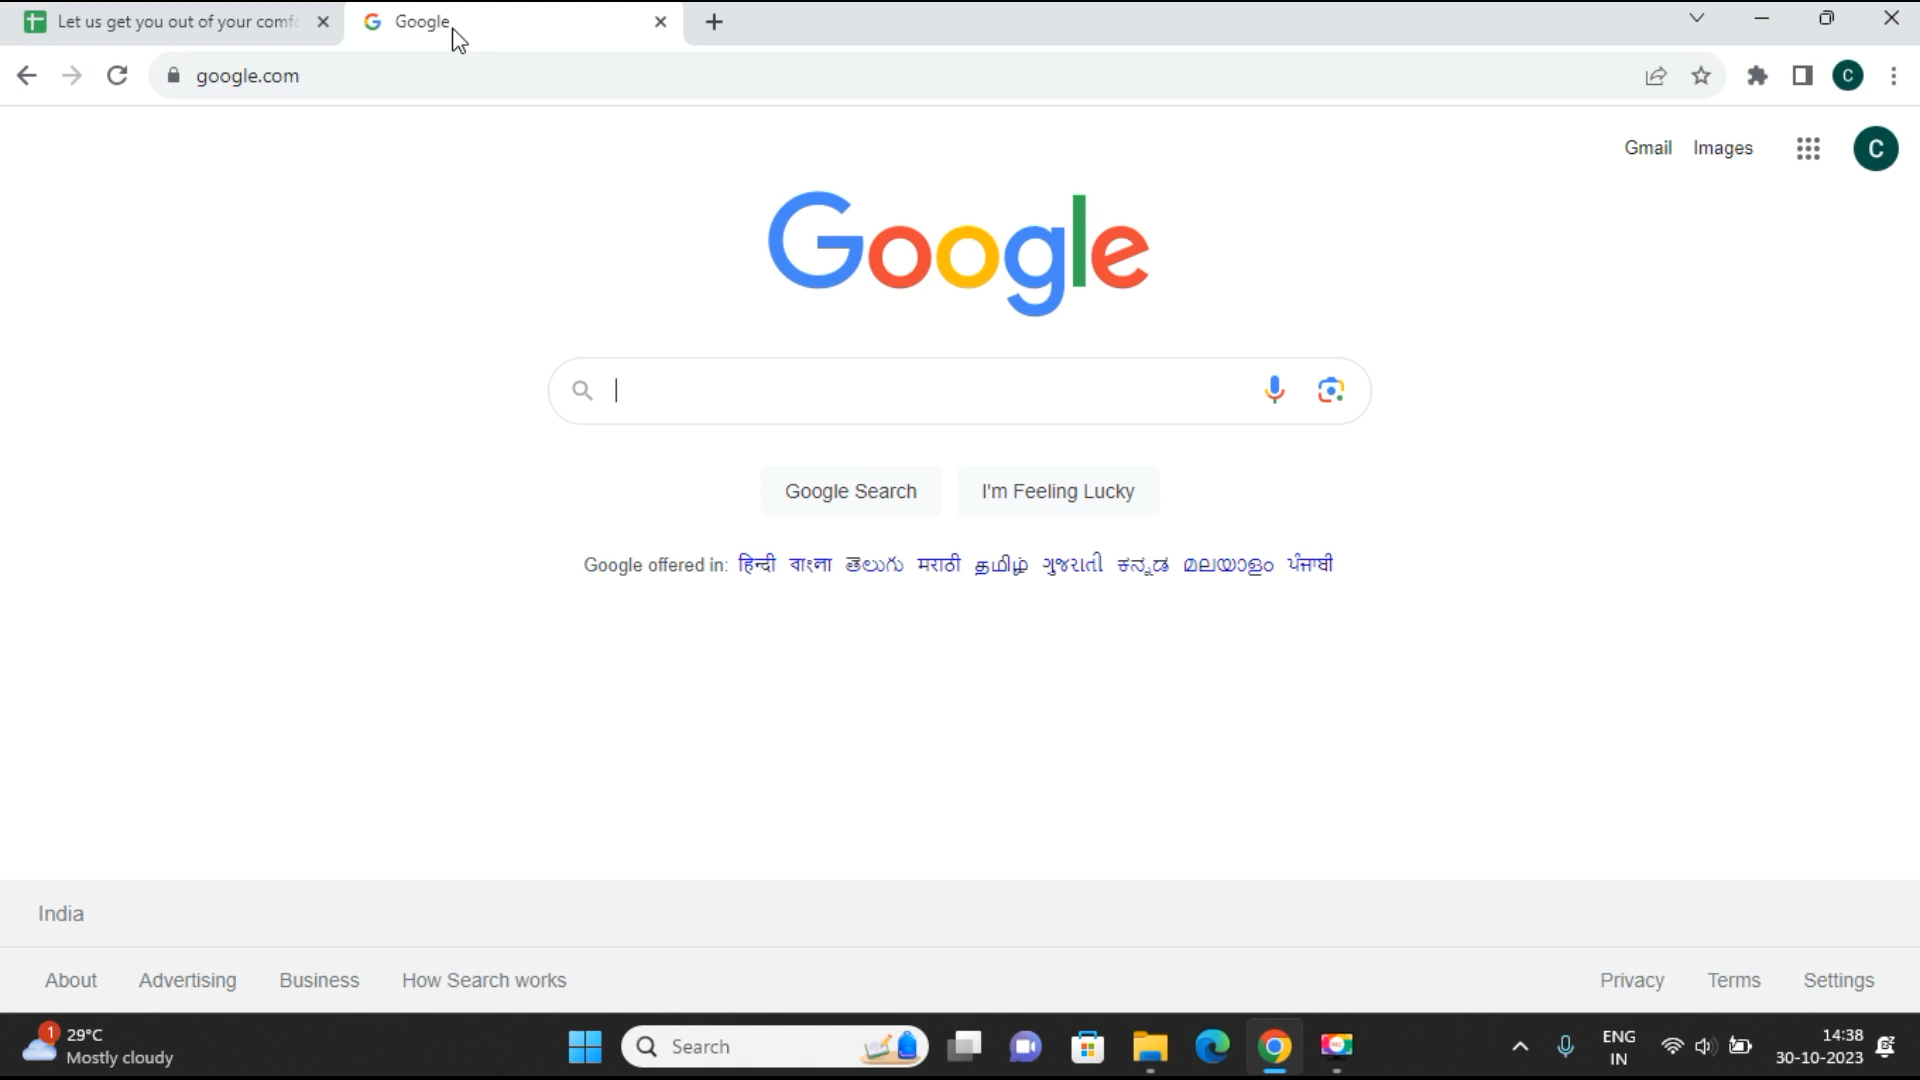 Let us get you out of your comfo
Google
google.com
C
Gmail Images
C
Google
Google Search I'm Feeling Lucky
Google offered in: हिन्दी বাংলা తెలుగు मराठी தமிழ் ગુજરાતી ಕನ್ನಡ മലയാളം ਪੰਜਾਬੀ
India
About Advertising Business How Search works Privacy Terms Settings
1
29°C
Mostly cloudy
Search
ENG
IN
14:38
30-10-2023